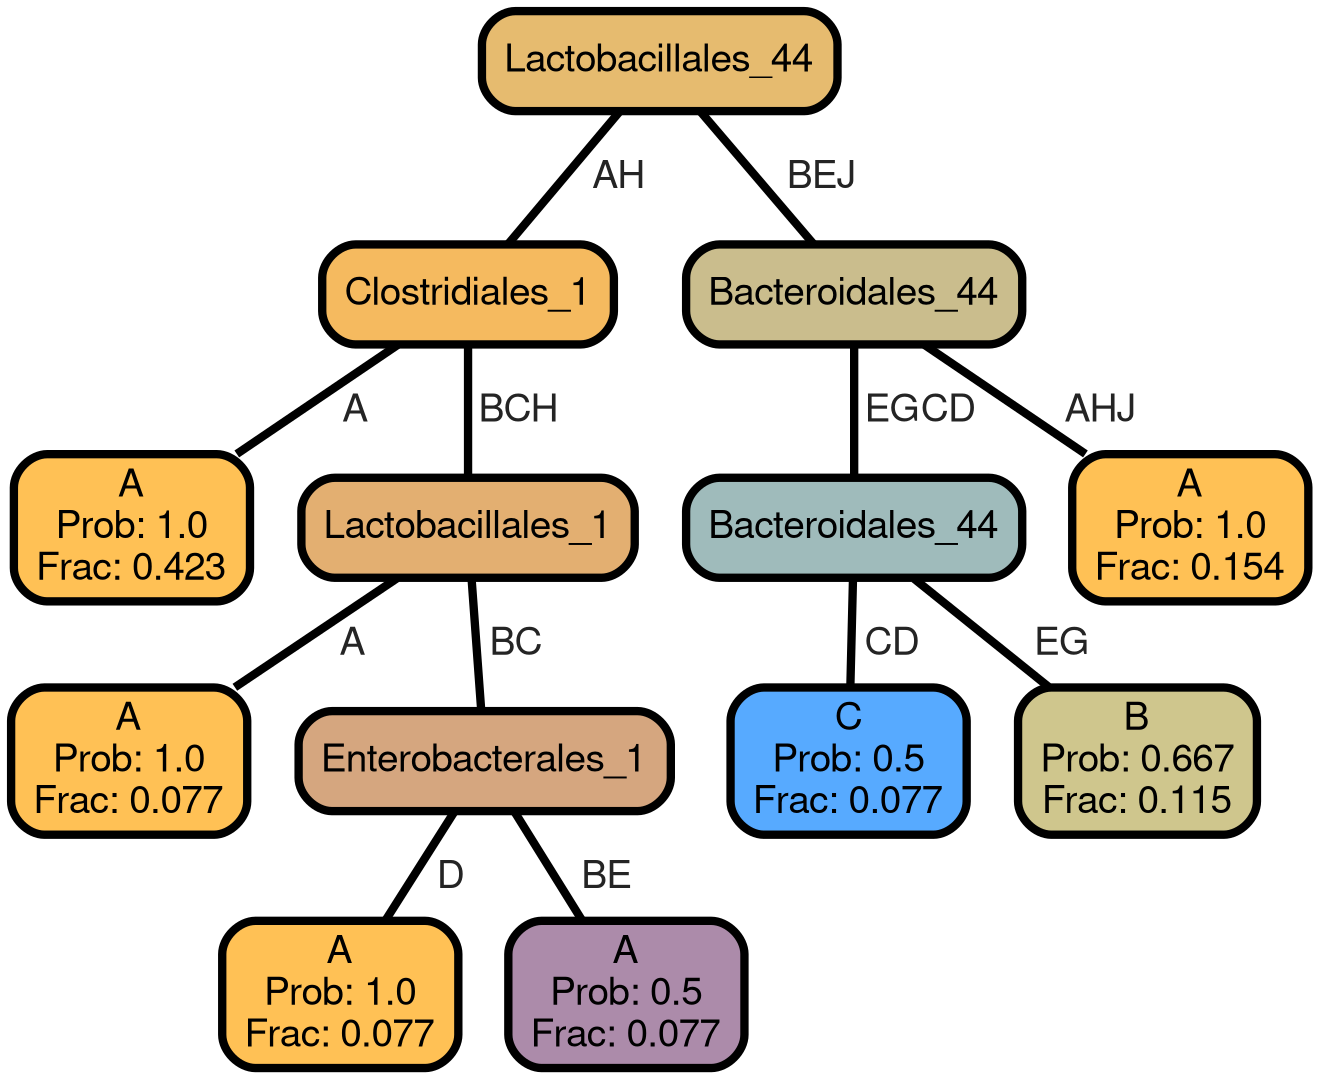 Lactobacillales_44
AH
BEJ
Clostridiales_1
Bacteroidales_44
A
BCH
EGCD
AHJ
A
Prob: 1.0
Frac: 0.423
Lactobacillales_1
Bacteroidales_44
A
Prob: 1.0
Frac: 0.154
A
BC
CD
EG
A
Prob: 1.0
Frac: 0.077
Enterobacterales_1
C
Prob: 0.5
Frac: 0.077
B
Prob: 0.667
Frac: 0.115
D
BE
A
Prob: 1.0
Frac: 0.077
A
Prob: 0.5
Frac: 0.077